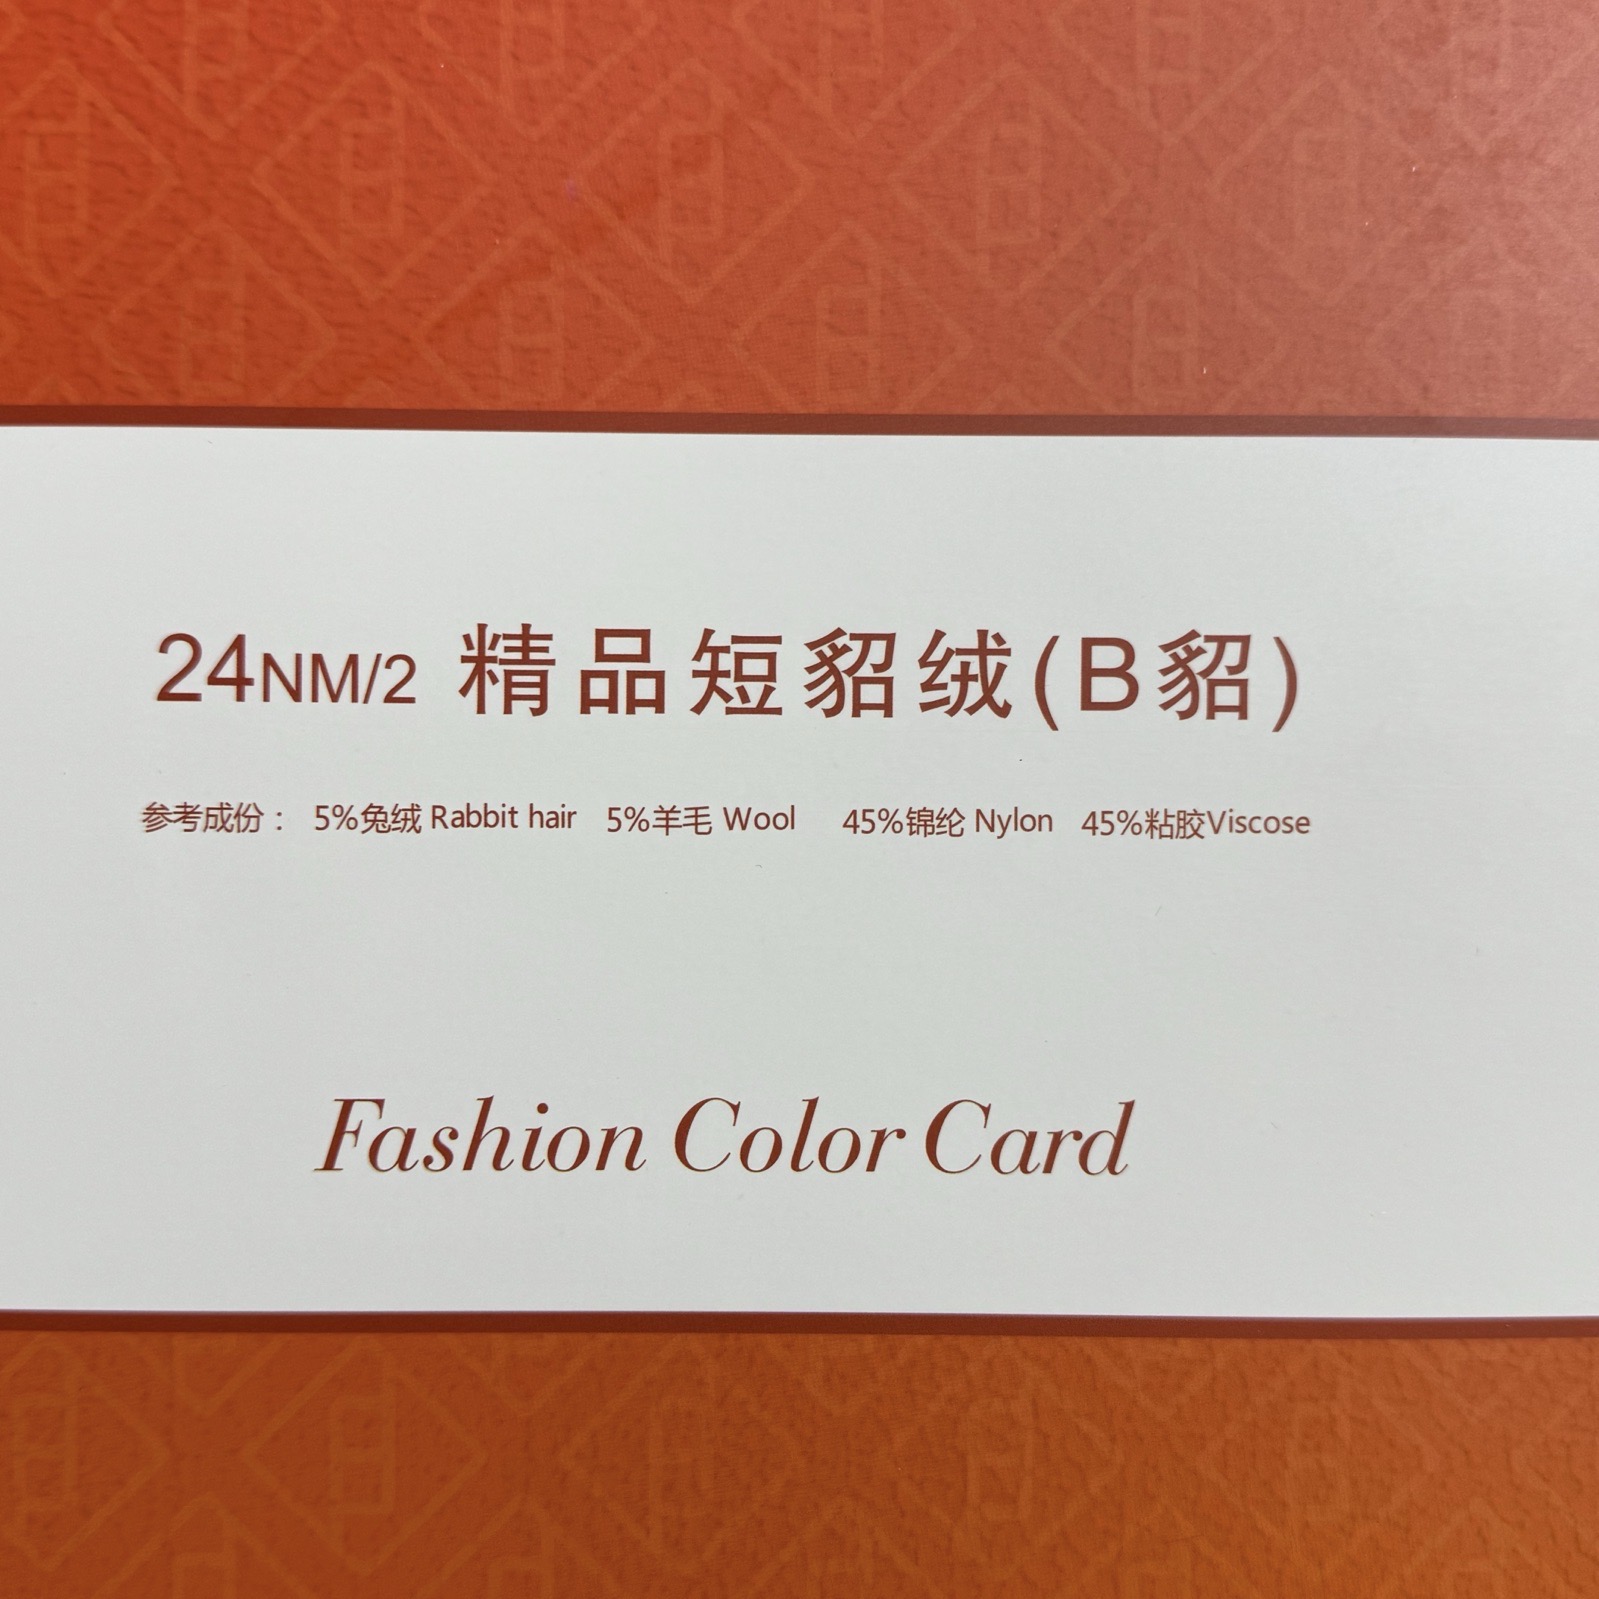 24NM/2 精品短貂绒(B貂)
参考成份： 5%兔绒 Rabbit hair 5%羊毛 Wool 45%锦纶 Nylon 45%粘胶Viscose
Fashion Color Card